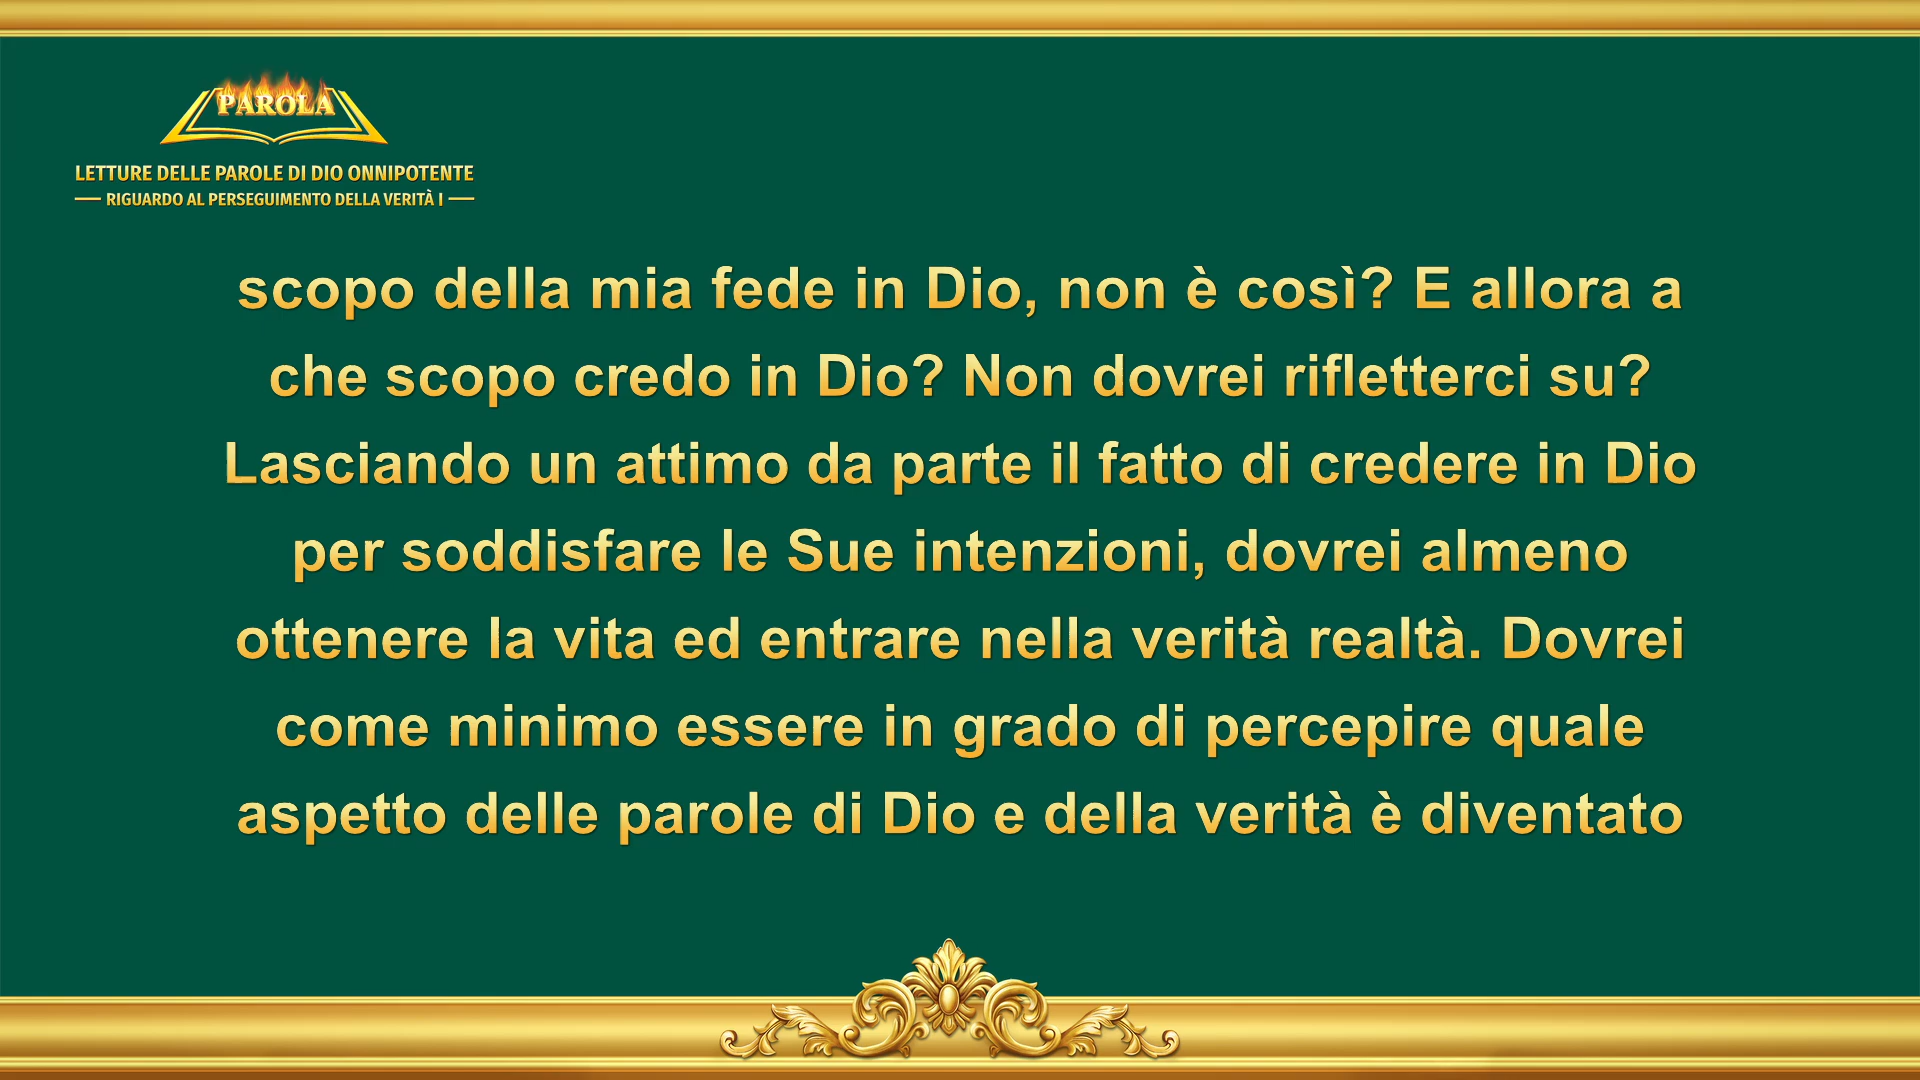 PAROLA
LETTURE DELLE PAROLE DI DIO ONNIPOTENTE
RIGUARDO AL PERSEGUIMENTO DELLA VERITÀ I
scopo della mia fede in Dio, non è così? E allora a
che scopo credo in Dio? Non dovrei rifletterci su?
Lasciando un attimo da parte il fatto di credere in Dio
per soddisfare le Sue intenzioni, dovrei almeno
ottenere la vita ed entrare nella verità realtà. Dovrei
come minimo essere in grado di percepire quale
aspetto delle parole di Dio e della verità è diventato